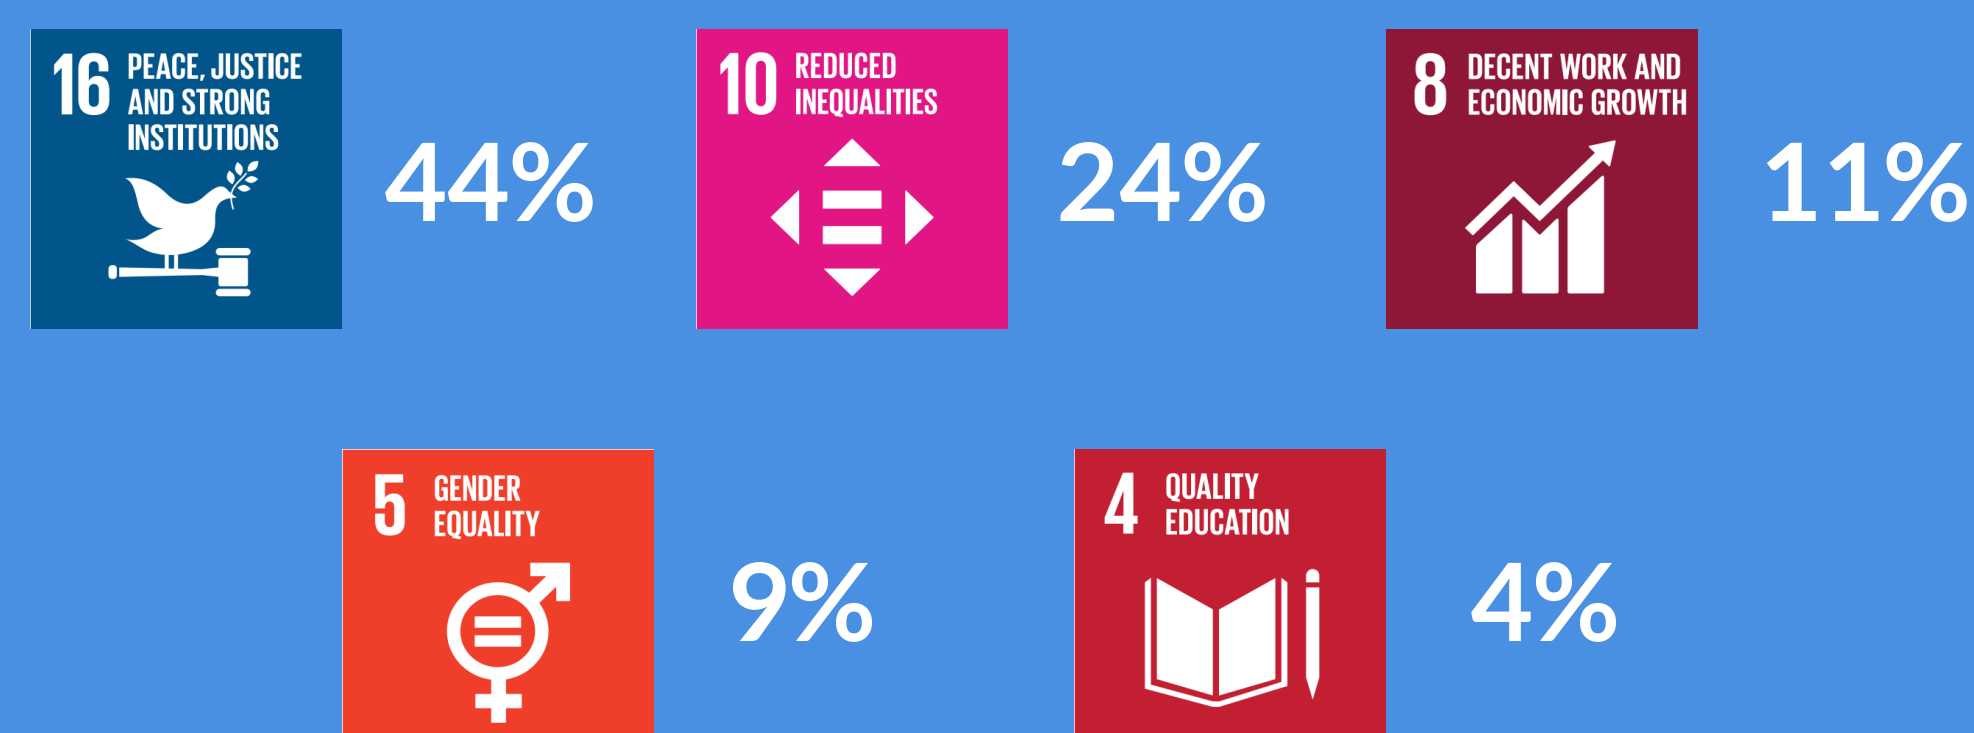 16 PEACE, JUSTICE
AND STRONG
INSTITUTIONS
44%
10 REDUCED
INEQUALITIES
24%
8 DECENT WORK AND
ECONOMIC GROWTH
11%
5 GENDER
EQUALITY
9%
4 QUALITY
EDUCATION
4%